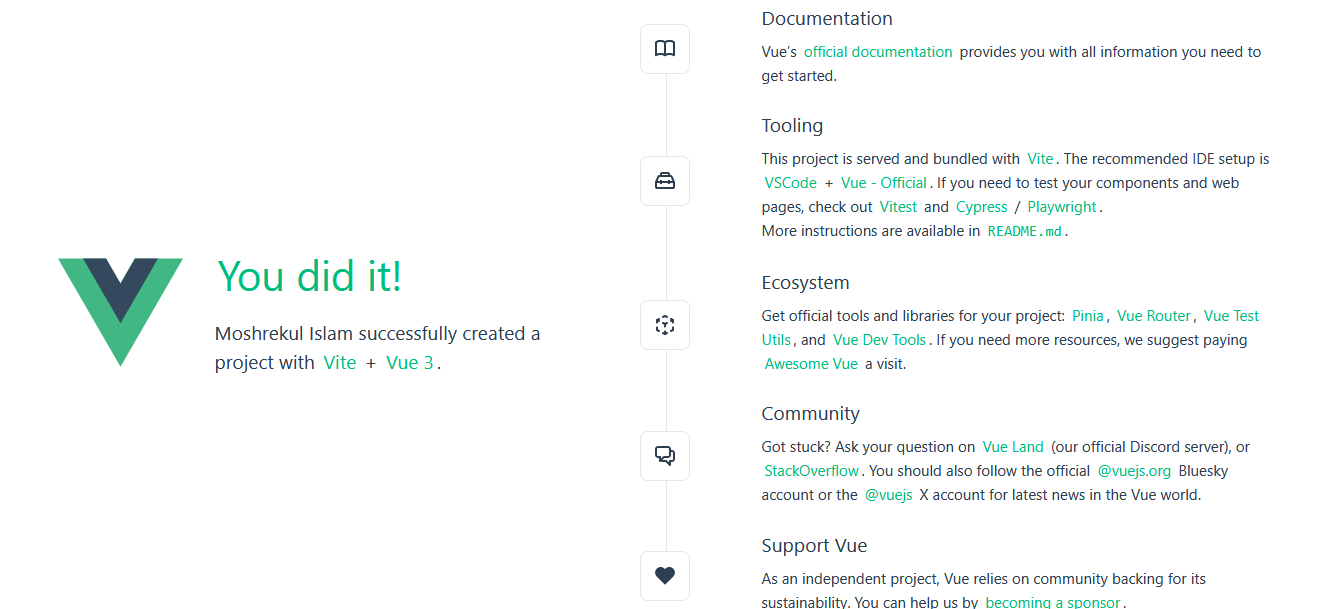 You did it!
Moshrekul Islam successfully created a
project with Vite + Vue 3.
Documentation
Vue's official documentation provides you with all information you need to
get started.
Tooling
This project is served and bundled with Vite. The recommended IDE setup is
VSCode + Vue - Official. If you need to test your components and web
pages, check out Vitest and Cypress / Playwright.
More instructions are available in README.md.
Ecosystem
Get official tools and libraries for your project: Pinia, Vue Router, Vue Test
Utils, and Vue Dev Tools. If you need more resources, we suggest paying
Awesome Vue a visit.
Community
Got stuck? Ask your question on Vue Land (our official Discord server), or
StackOverflow. You should also follow the official @vuejs.org Bluesky
account or the @vuejs X account for latest news in the Vue world.
Support Vue
As an independent project, Vue relies on community backing for its
sustainability. You can help us by becoming a sponsor.